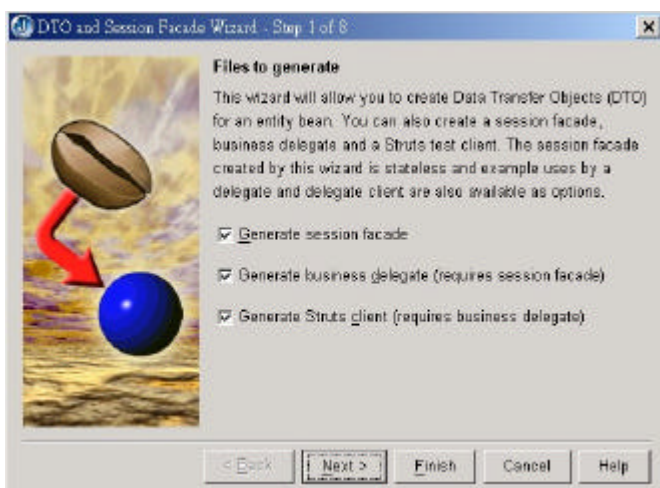 DTO and Session Facade Wizard - Step 1 of 8
Files to generate
This wizard will allow you to create Data Transfer Objects (DTO)
for an entity bean. You can also create a session facade,
business delegate and a Struts test client. The session facade
created by this wizard is stateless and example uses by a
delegate and delegate client are also available as options.
Generate session facade
Generate business delegate (requires session facade)
Generate Struts client (requires business delegate)
< Back Next > Finish Cancel Help